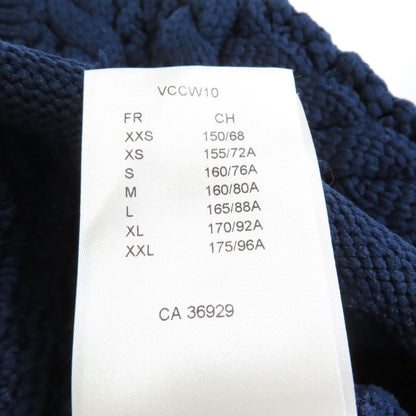 VCCW10
FR CH
XXS 150/68
XS 155/72A
S 160/76A
M 160/80A
L 165/88A
XL 170/92A
XXL 175/96A
CA 36929